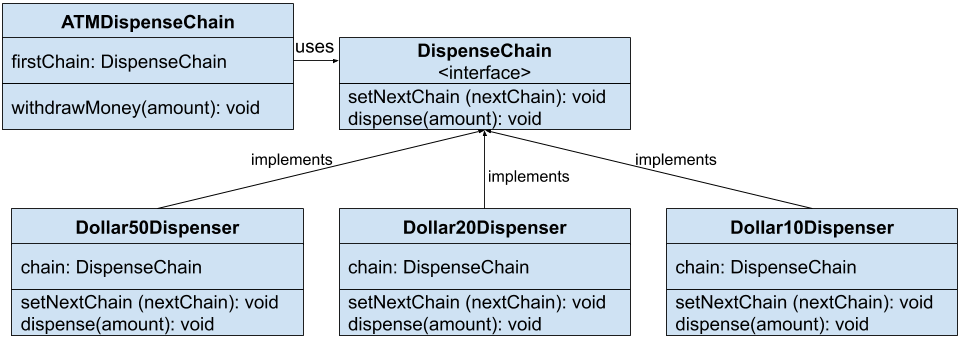 ATMDispenseChain
firstChain: DispenseChain
withdrawMoney(amount): void
uses
DispenseChain
<interface>
setNextChain (nextChain): void
dispense(amount): void
implements
implements
implements
Dollar50Dispenser
chain: DispenseChain
setNextChain (nextChain): void
dispense(amount): void
Dollar20Dispenser
chain: DispenseChain
setNextChain (nextChain): void
dispense(amount): void
Dollar10Dispenser
chain: DispenseChain
setNextChain (nextChain): void
dispense(amount): void